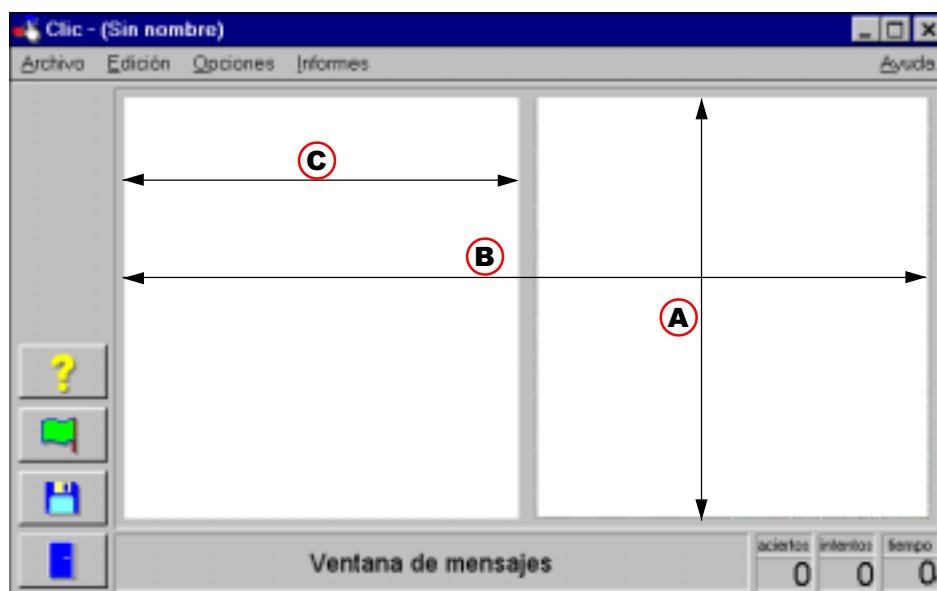 Clic - (Sin nombre)
Archivo Edición Opciones Informes Ayuda
C
B
A
?
Ventana de mensajes
aciertos intentos tiempo
0 0 0